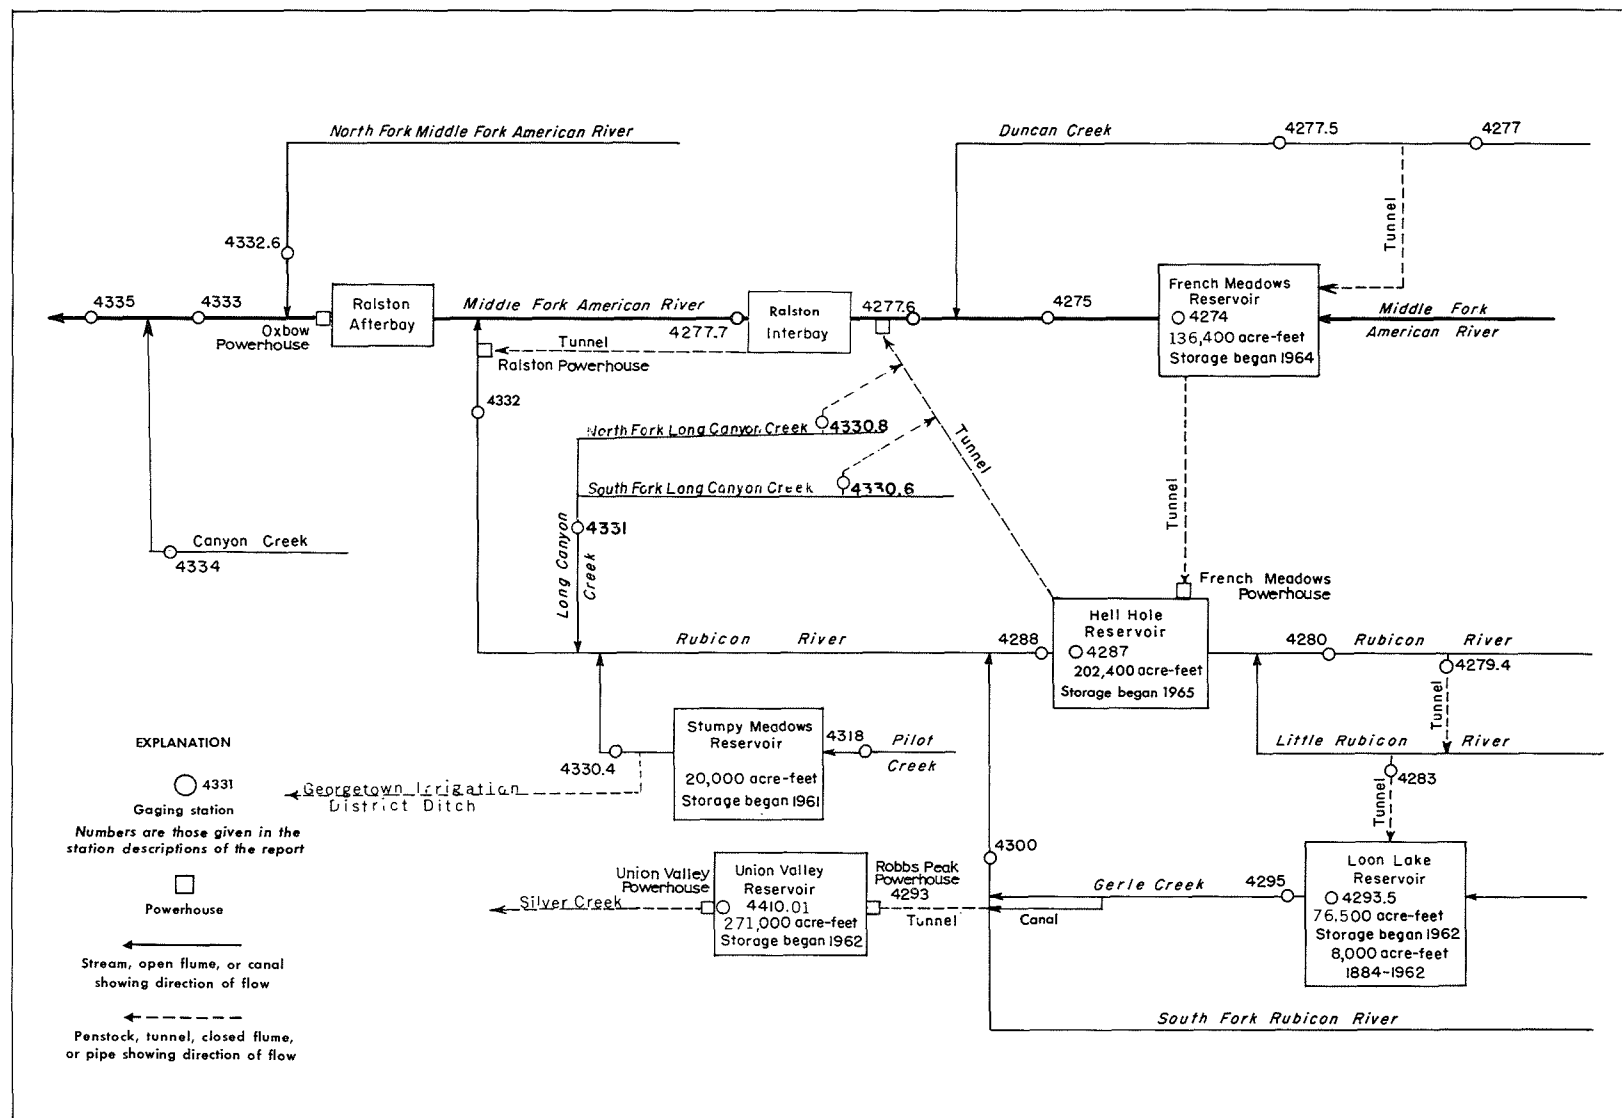 North Fork Middle Fork American River
Duncan Creek
4277.5
4277
Tunnel
4332.6
4335
4333
Oxbow
Powerhouse
Ralston
Afterbay
Middle Fork American River
4277.7
Ralston
Interbay
4277.6
4275
French Meadows
Reservoir
4274
136,400 acre-feet
Storage began 1964
Middle Fork
American River
Tunnel
Ralston Powerhouse
4332
North Fork Long Canyon Creek
4330.8
South Fork Long Canyon Creek
4330.6
Tunnel
Tunnel
4331
Long Canyon
Creek
Canyon Creek
4334
French Meadows
Powerhouse
Rubicon River
4288
Hell Hole
Reservoir
4287
202,400 acre-feet
Storage began 1965
4280
Rubicon River
4279.4
Tunnel
Little Rubicon River
4283
Tunnel
Stumpy Meadows
Reservoir
20,000 acre-feet
Storage began 1961
4318
Pilot
Creek
4330.4
Georgetown Irrigation
District Ditch
4300
Union Valley
Powerhouse
Silver Creek
Union Valley
Reservoir
4410.01
271,000 acre-feet
Storage began 1962
Robbs Peak
Powerhouse
4293
Tunnel
Canal
Gerle Creek
4295
Loon Lake
Reservoir
4293.5
76,500 acre-feet
Storage began 1962
8,000 acre-feet
1884-1962
South Fork Rubicon River
EXPLANATION
4331
Gaging station
Numbers are those given in the
station descriptions of the report
Powerhouse
Stream, open flume, or canal
showing direction of flow
Penstock, tunnel, closed flume,
or pipe showing direction of flow